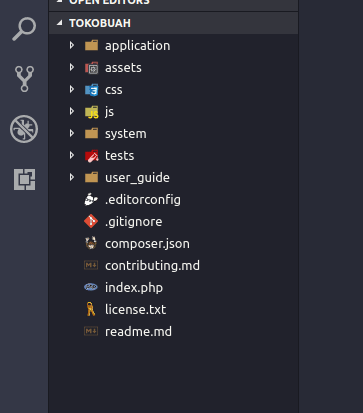 OPEN EDITORS
TOKOBUAH
application
assets
css
js
system
tests
user_guide
.editorconfig
.gitignore
composer.json
contributing.md
index.php
license.txt
readme.md